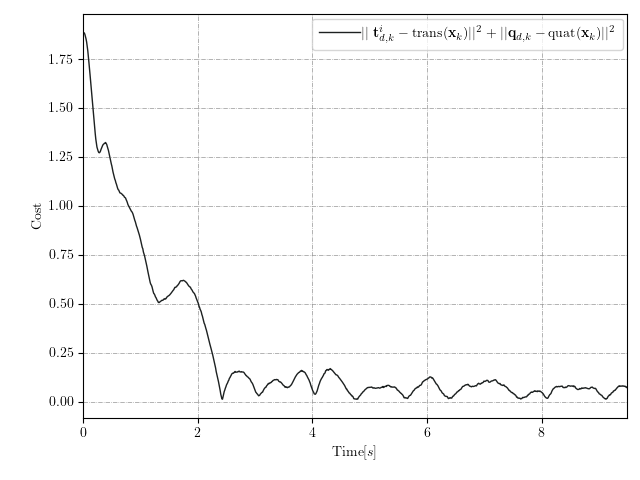 || t^i_{d,k} − trans(x_k)||^2 + ||q_{d,k} − quat(x_k)||^2
1.75
1.50
1.25
1.00
0.75
0.50
0.25
0.00
Cost
0 2 4 6 8
Time[s]